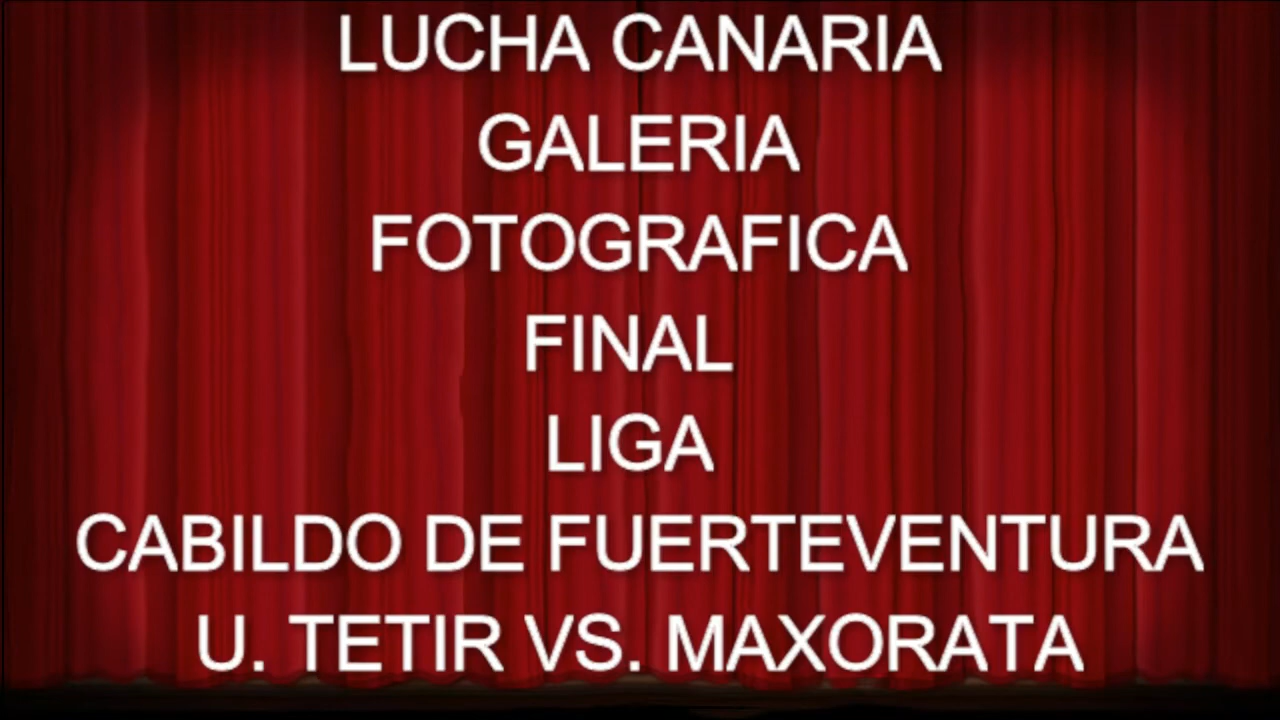 LUCHA CANARIA
GALERIA
FOTOGRAFICA
FINAL
LIGA
CABILDO DE FUERTEVENTURA
U. TETIR VS. MAXORATA